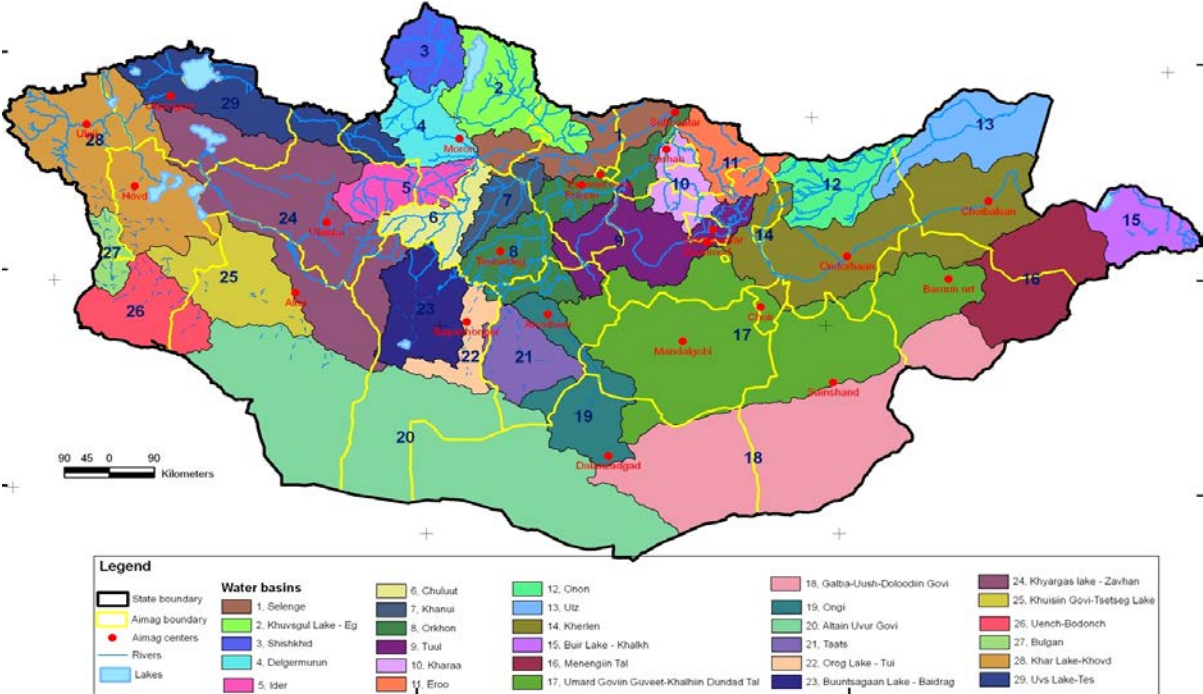 3
2
29
13
Suhbaatar
28
4
1
Moron
Darhan
11
12
Hovd
5
10
Bulgan
7
Choibalsan
15
24
6
9
14
27
8
Ondorhaan
25
Baruun urt
16
26
23
Bayanhongor
Arvaiheer
Choir
17
22
21
Mandalgobi
Sainshand
19
20
18
Dalanzadgad
90 45 0 90
Kilometers
Legend
State boundary
Aimag boundary
Aimag centers
Rivers
Lakes
Water basins
1, Selenge
2, Khuvsgul Lake - Eg
3, Shishkhid
4, Delgermurun
5, Ider
6, Chuluut
7, Khanui
8, Orkhon
9, Tuul
10, Kharaa
11, Eroo
12, Onon
13, Ulz
14, Kherlen
15, Buir Lake - Khalkh
16, Menengiin Tal
17, Umard Goviin Guveet-Khalhiin Dundad Tal
18, Galba-Uush-Doloodiin Govi
19, Ongi
20, Altain Uvur Govi
21, Taats
22, Orog Lake - Tui
23, Buuntsagaan Lake - Baidrag
24, Khyargas lake - Zavhan
25, Khuisiin Govi-Tsetseg Lake
26, Uench-Bodonch
27, Bulgan
28, Khar Lake-Khovd
29, Uvs Lake-Tes